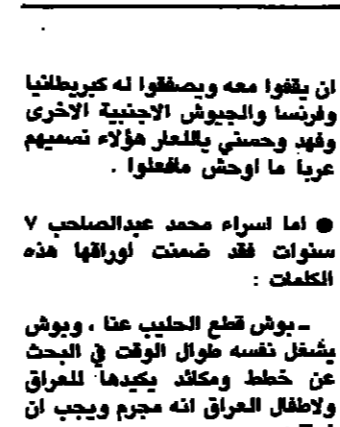 ان يقفوا معه ويصفقوا له كبريطانيا
وفرنسا والجيوش الاجنبية الاخرى
وفهد وحسني ياللعار هؤلاء نسميهم
عربا ما اوحش مافعلوا .
● اما اسراء محمد عبدالصاحب ٧
سنوات فقد ضمنت اوراقها هذه
الكلمات :
ـ بوش قطع الحليب عنا ، وبوش
يشغل نفسه طوال الوقت في البحث
عن خطط ومكائد يكيدها للعراق
ولاطفال العراق انه مجرم ويجب ان